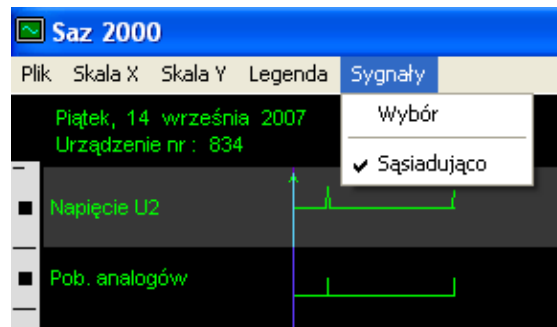 Saz 2000
Plik Skala X Skala Y Legenda Sygnały
Wybór
Sąsiadująco
Piątek, 14 września 2007
Urządzenie nr : 834
Napięcie U2
Pob. analogów